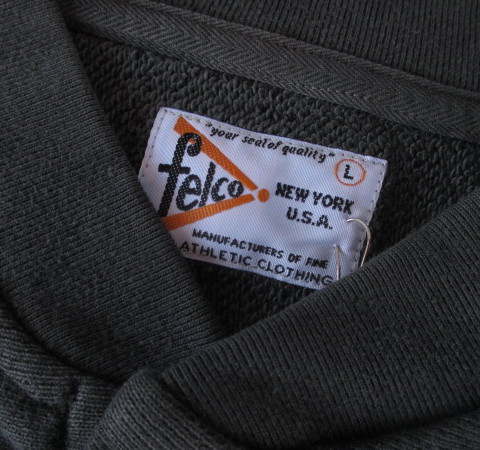 "your seal of quality"
L
felco
NEW YORK
U.S.A.
MANUFACTURERS OF FINE
ATHLETIC CLOTHING